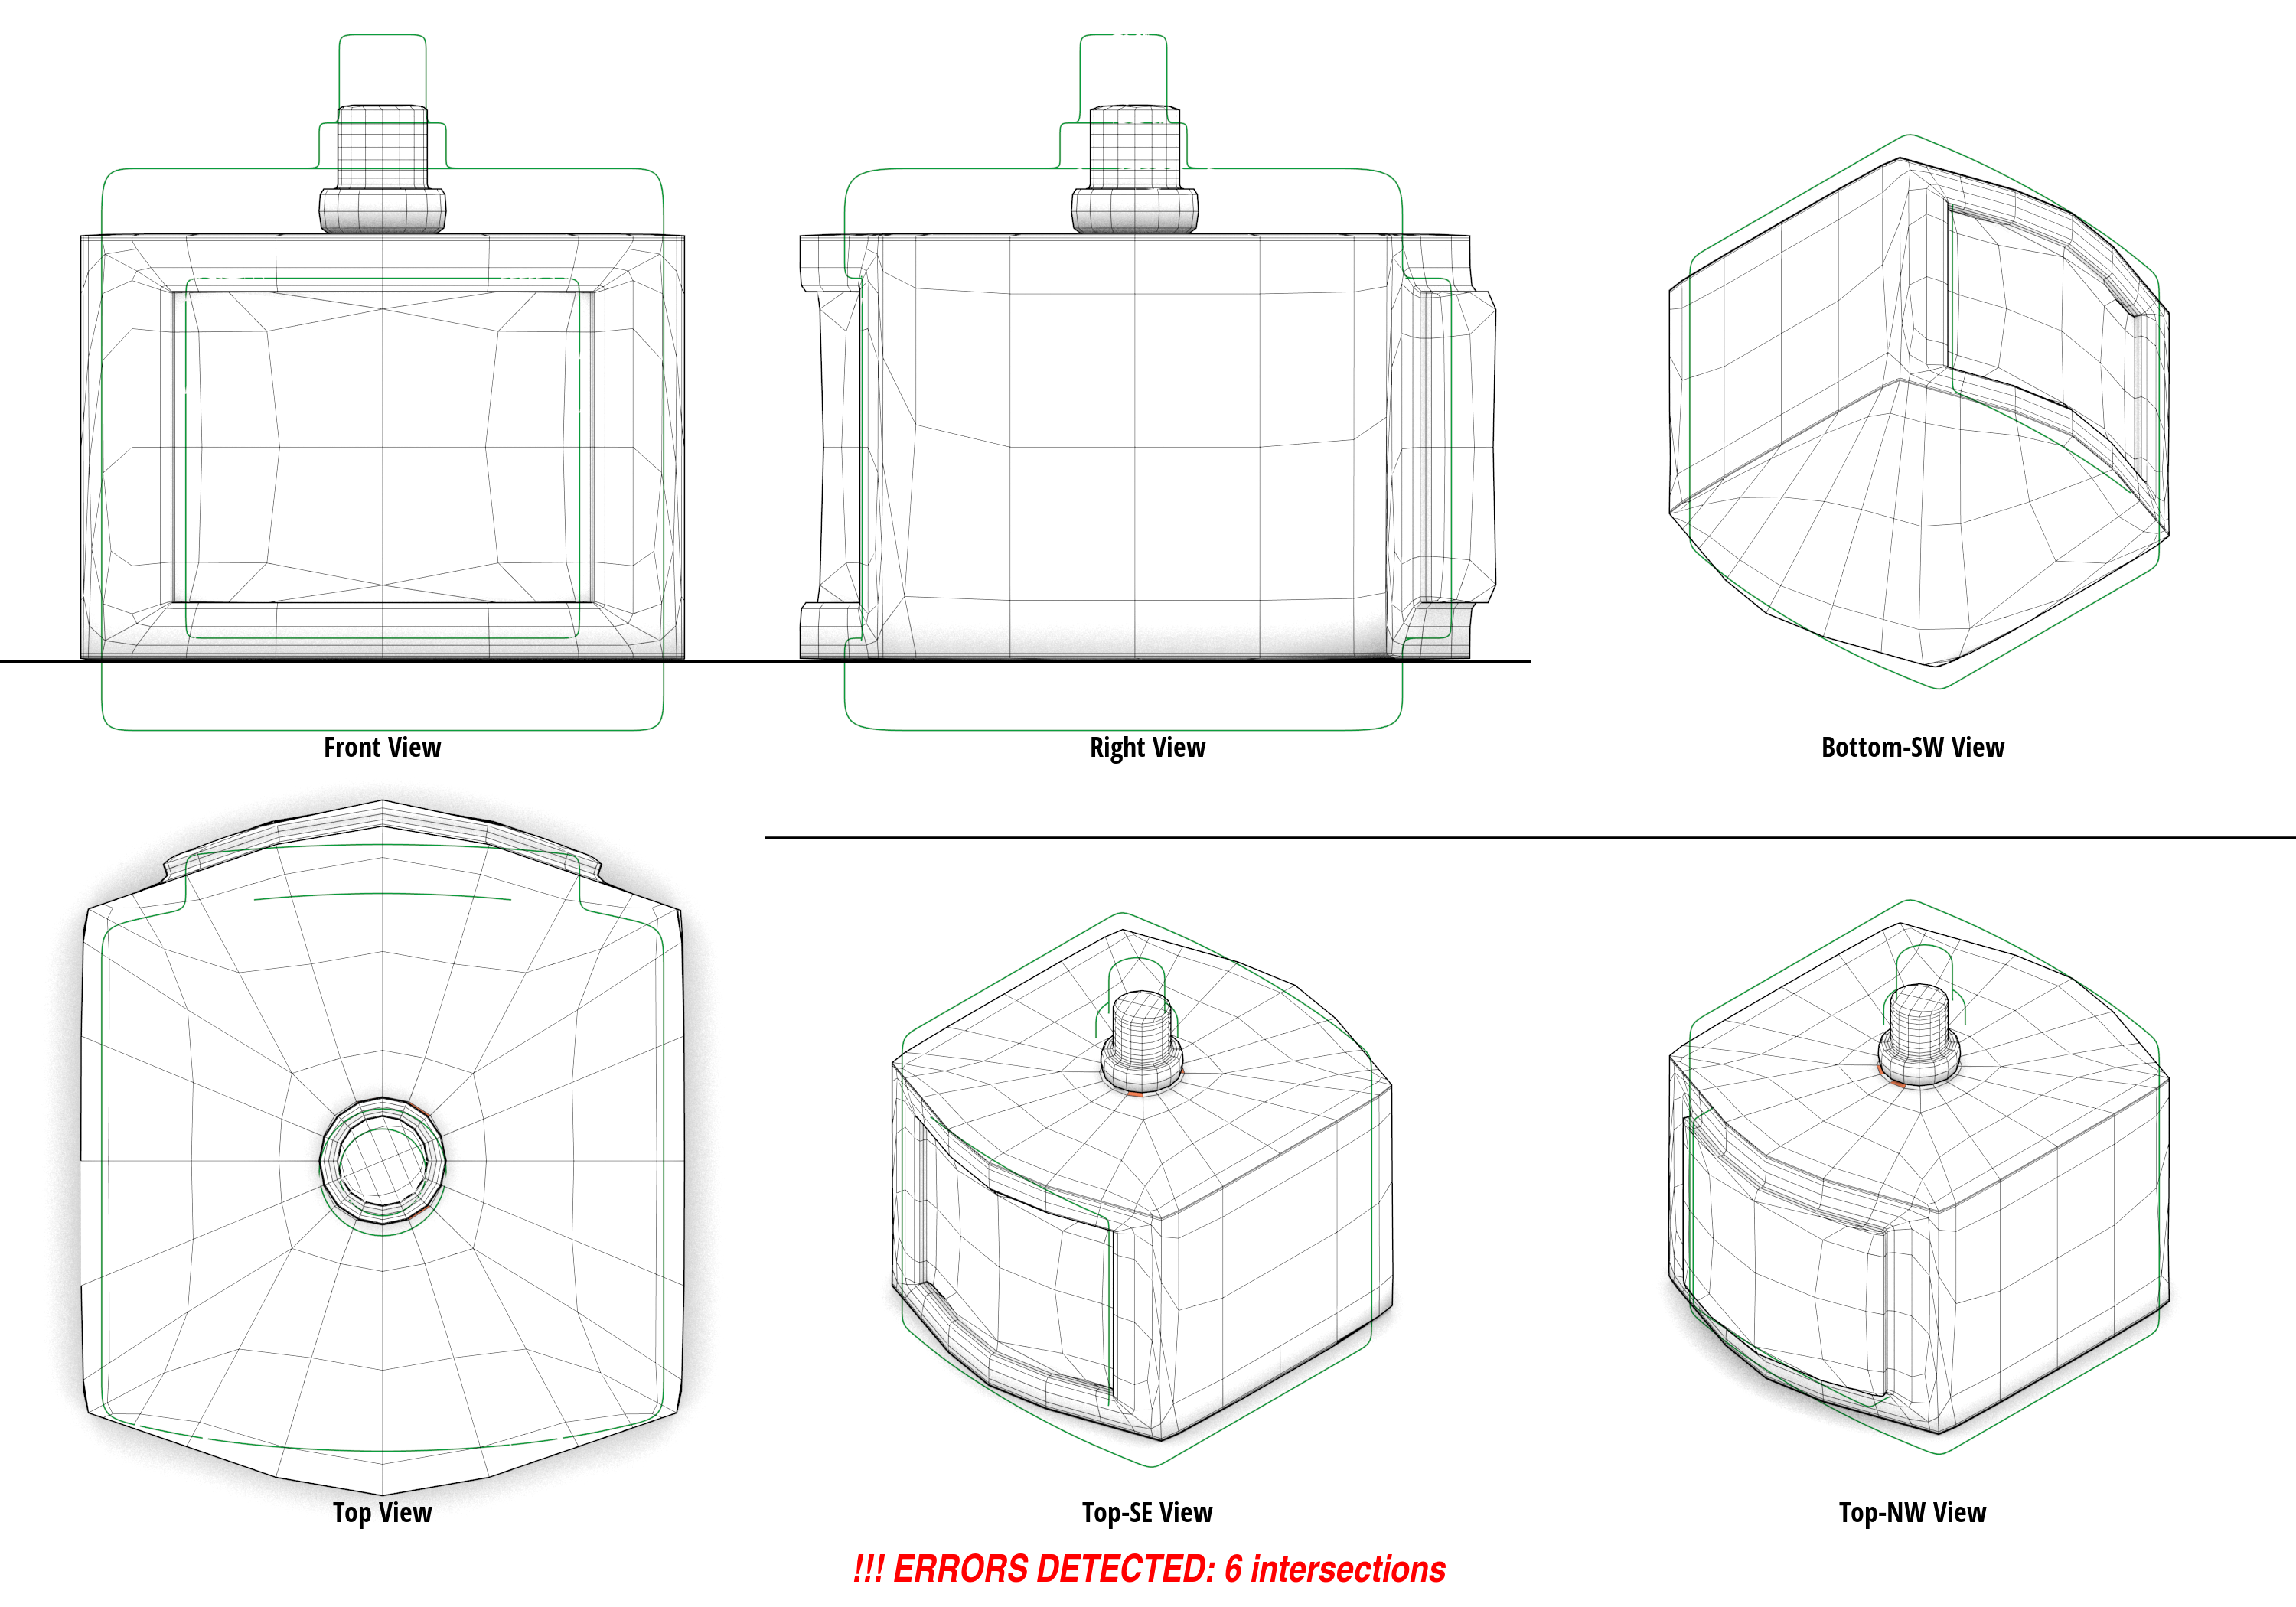 Front View
Right View
Bottom-SW View
Top View
Top-SE View
Top-NW View
!!! ERRORS DETECTED: 6 intersections